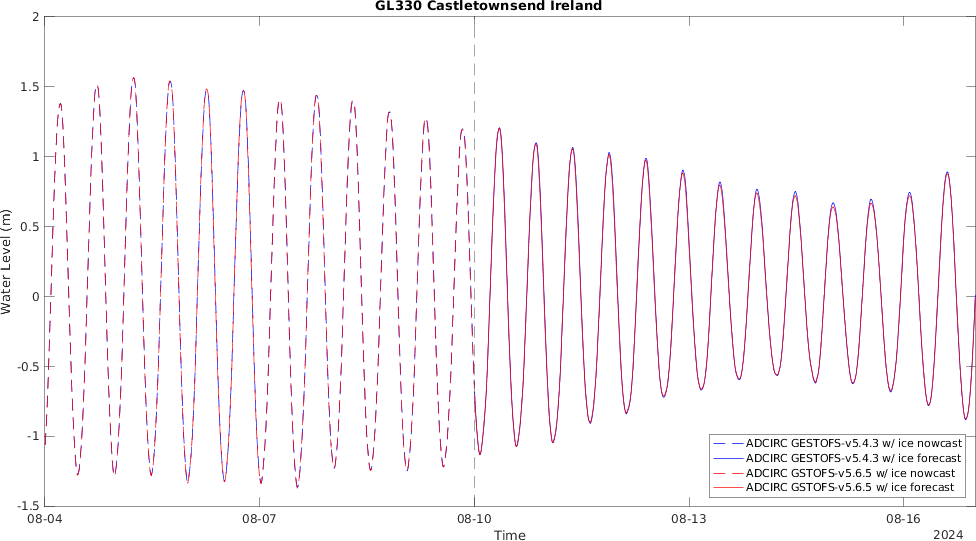 GL330 Castletownsend Ireland
2
1.5
1
0.5
0
-0.5
-1
-1.5
Water Level (m)
ADCIRC GESTOFS-v5.4.3 w/ ice nowcast
ADCIRC GESTOFS-v5.4.3 w/ ice forecast
ADCIRC GSTOFS-v5.6.5 w/ ice nowcast
ADCIRC GSTOFS-v5.6.5 w/ ice forecast
08-04 08-07 08-10 08-13 08-16
Time
2024